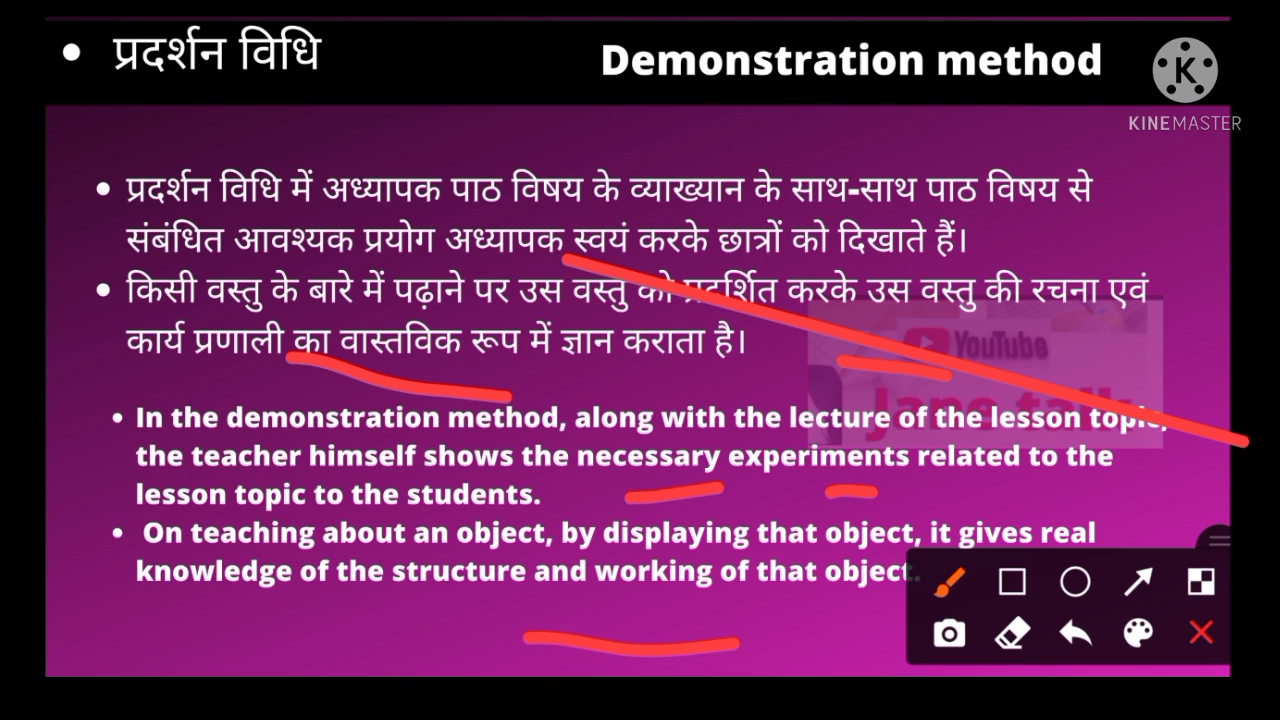 • प्रदर्शन विधि
Demonstration method
K
KINEMASTER
• प्रदर्शन विधि में अध्यापक पाठ विषय के व्याख्यान के साथ-साथ पाठ विषय से
संबंधित आवश्यक प्रयोग अध्यापक स्वयं करके छात्रों को दिखाते हैं।
• किसी वस्तु के बारे में पढ़ाने पर उस वस्तु को प्रदर्शित करके उस वस्तु की रचना एवं
कार्य प्रणाली का वास्तविक रूप में ज्ञान कराता है।
YouTube
Jane talk
• In the demonstration method, along with the lecture of the lesson topic,
the teacher himself shows the necessary experiments related to the
lesson topic to the students.
• On teaching about an object, by displaying that object, it gives real
knowledge of the structure and working of that object.